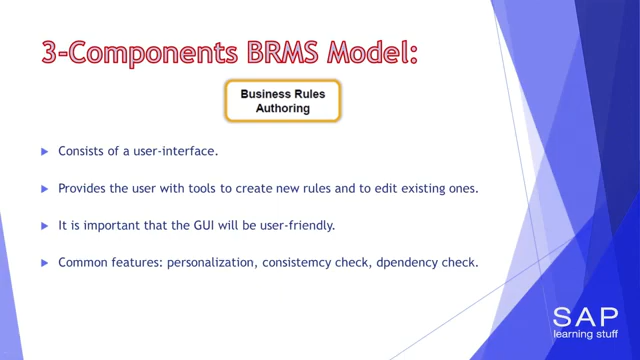 3-Components BRMS Model:
Business Rules
Authoring
Consists of a user-interface.
Provides the user with tools to create new rules and to edit existing ones.
It is important that the GUI will be user-friendly.
Common features: personalization, consistemcy check, dpendency check.
SAP
learning stuff